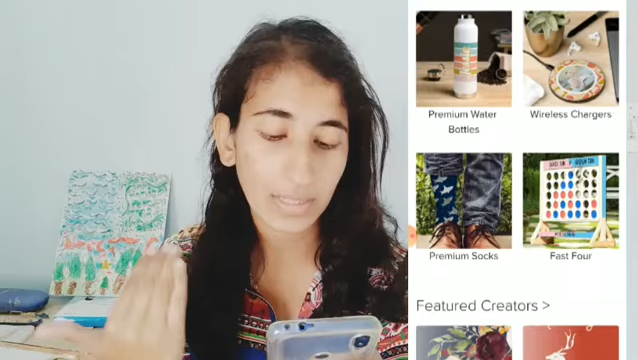 Premium Water
Bottles
Wireless Chargers
Premium Socks
Fast Four
Featured Creators >